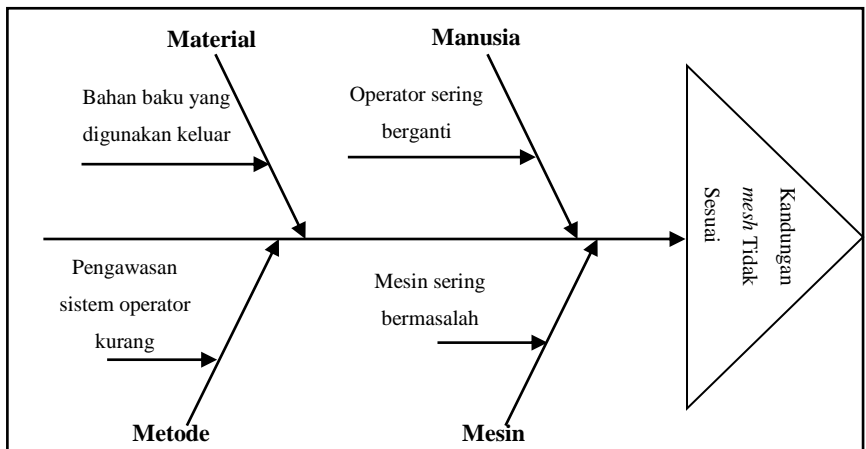 Material
Manusia
Bahan baku yang
digunakan keluar
Operator sering
berganti
Kandungan
mesh Tidak
Sesuai
Pengawasan
sistem operator
kurang
Mesin sering
bermasalah
Metode
Mesin